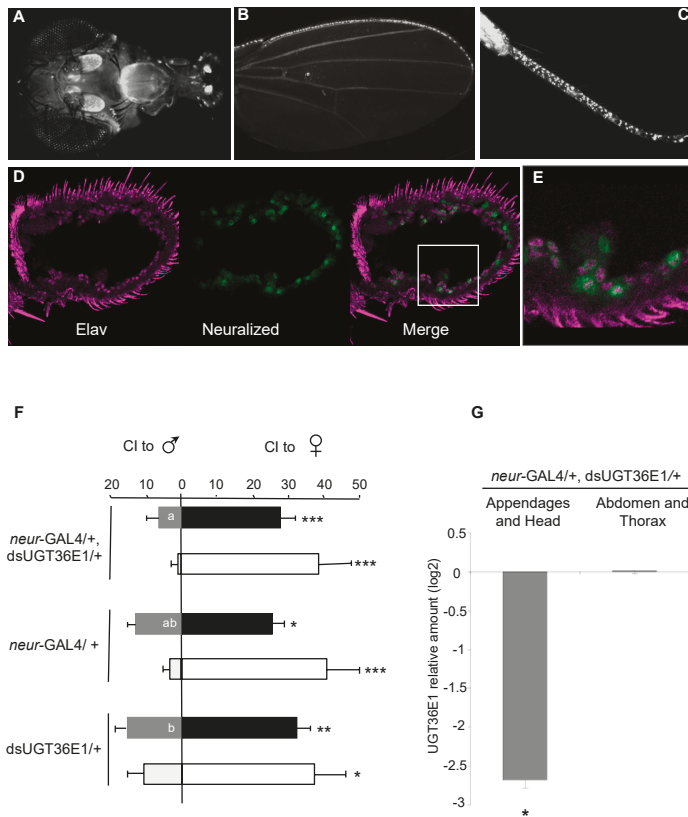 A
B
C
D
E
Elav
Neuralized
Merge
F
CI to ♂
CI to ♀
20 10 0 10 20 30 40 50
neur-GAL4/+,
dsUGT36E1/+
a
***
***
neur-GAL4/ +
ab
*
***
dsUGT36E1/+
b
**
*
G
neur-GAL4/+, dsUGT36E1/+
Appendages
and Head
Abdomen and
Thorax
UGT36E1 relative amount (log2)
0.5
0
-0.5
-1
-1.5
-2
-2.5
-3
*